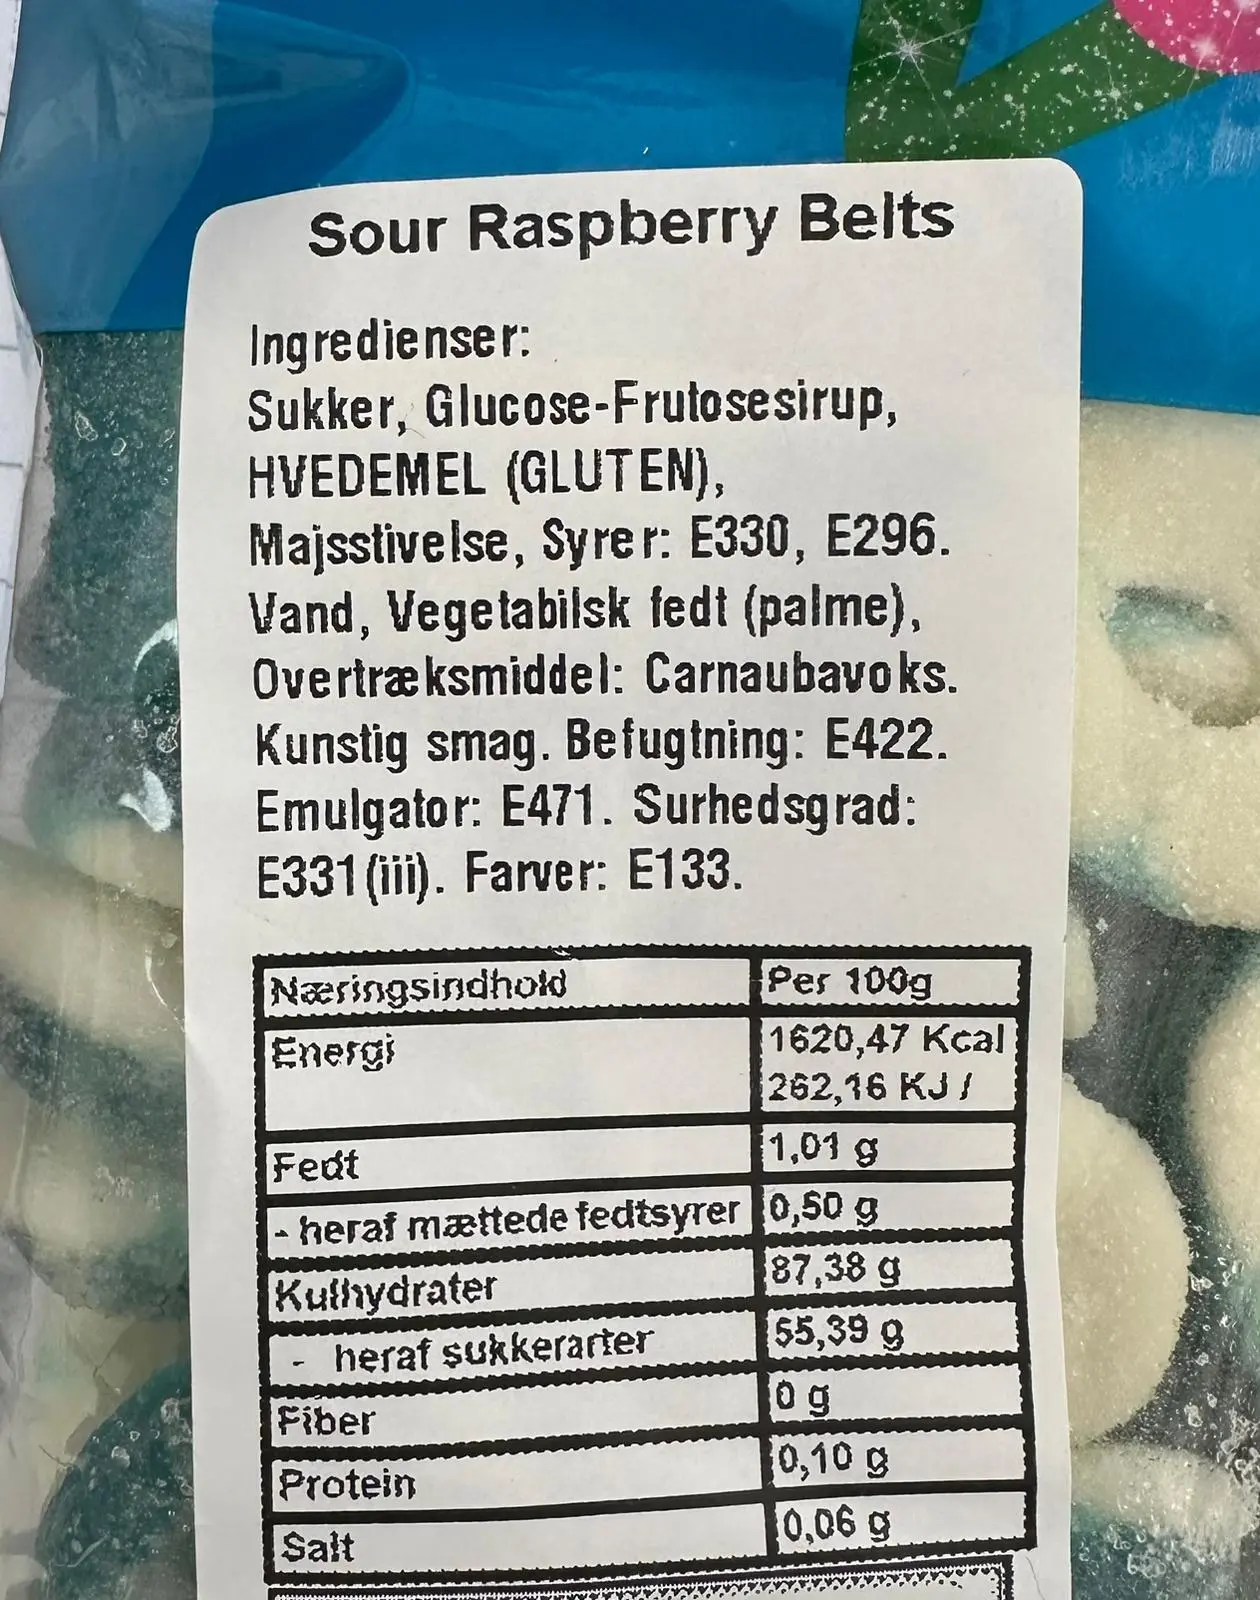 Sour Raspberry Belts
Ingredienser:
Sukker, Glucose-Frutosesirup,
HVEDEMEL (GLUTEN),
Majsstivelse, Syrer: E330, E296.
Vand, Vegetabilsk fedt (palme),
Overtræksmiddel: Carnaubavoks.
Kunstig smag. Befugtning: E422.
Emulgator: E471. Surhedsgrad:
E331(iii). Farver: E133.
Næringsindhold Per 100g
Energi 1620,47 Kcal
262,16 KJ /
Fedt 1,01 g
- heraf mættede fedtsyrer 0,50 g
Kulhydrater 87,38 g
- heraf sukkerarter 55,39 g
Fiber 0 g
Protein 0,10 g
Salt 0,06 g